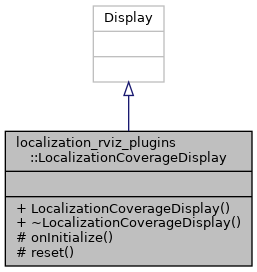 Display
localization_rviz_plugins
::LocalizationCoverageDisplay
+ LocalizationCoverageDisplay()
+ ~LocalizationCoverageDisplay()
# onInitialize()
# reset()